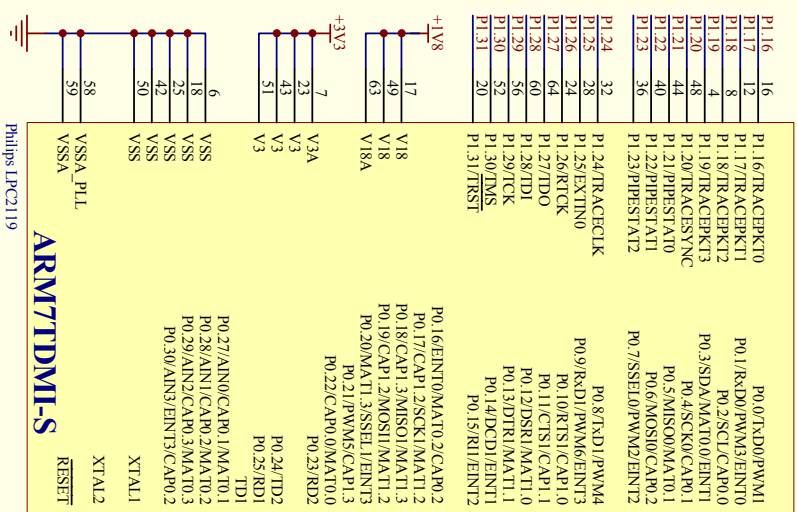 P1.16 16 P1.16/TRACEPKT0 P0.0/TxD0/PWM1
P1.17 12 P1.17/TRACEPKT1 P0.1/RxD0/PWM3/EINT0
P1.18 8 P1.18/TRACEPKT2 P0.2/SCL/CAP0.0
P1.19 4 P1.19/TRACEPKT3 P0.3/SDA/MAT0.0/EINT1
P1.20 48 P1.20/TRACESYNC P0.4/SCK0/CAP0.1
P1.21 44 P1.21/PIPESTAT0 P0.5/MISO0/MAT0.1
P1.22 40 P1.22/PIPESTAT1 P0.6/MOSI0/CAP0.2
P1.23 36 P1.23/PIPESTAT2 P0.7/SSEL0/PWM2/EINT2
P1.24 32 P1.24/TRACECLK P0.8/TxD1/PWM4
P1.25 28 P1.25/EXTIN0 P0.9/RxD1/PWM6/EINT3
P1.26 24 P1.26/RTCK P0.10/RTS1/CAP1.0
P1.27 64 P1.27/TDO P0.11/CTS1/CAP1.1
P1.28 60 P1.28/TDI P0.12/DSR1/MAT1.0
P1.29 56 P1.29/TCK P0.13/DTR1/MAT1.1
P1.30 52 P1.30/TMS P0.14/DCD1/EINT1
P1.31 20 P1.31/TRST P0.15/RI1/EINT2
+1V8 P0.16/EINT0/MAT0.2/CAP0.2
P0.17/CAP1.2/SCK1/MAT1.2
17 V18 P0.18/CAP1.3/MISO1/MAT1.3
49 V18 P0.19/CAP1.2/MOSI1/MAT1.2
63 V18A P0.20/MAT1.3/SSEL1/EINT3
+3V3 P0.21/PWM5/CAP1.3
P0.22/CAP0.0/MAT0.0
7 V3A P0.23/RD2
23 V3
43 V3 P0.24/TD2
51 V3 P0.25/RD1
TD1
P0.27/AIN0/CAP0.1/MAT0.1
6 VSS P0.28/AIN1/CAP0.2/MAT0.2
18 VSS P0.29/AIN2/CAP0.3/MAT0.3
25 VSS P0.30/AIN3/EINT3/CAP0.2
42 VSS
50 VSS XTAL1
XTAL2
58 VSSA_PLL
59 VSSA RESET
ARM7TDMI-S
Philips LPC2119